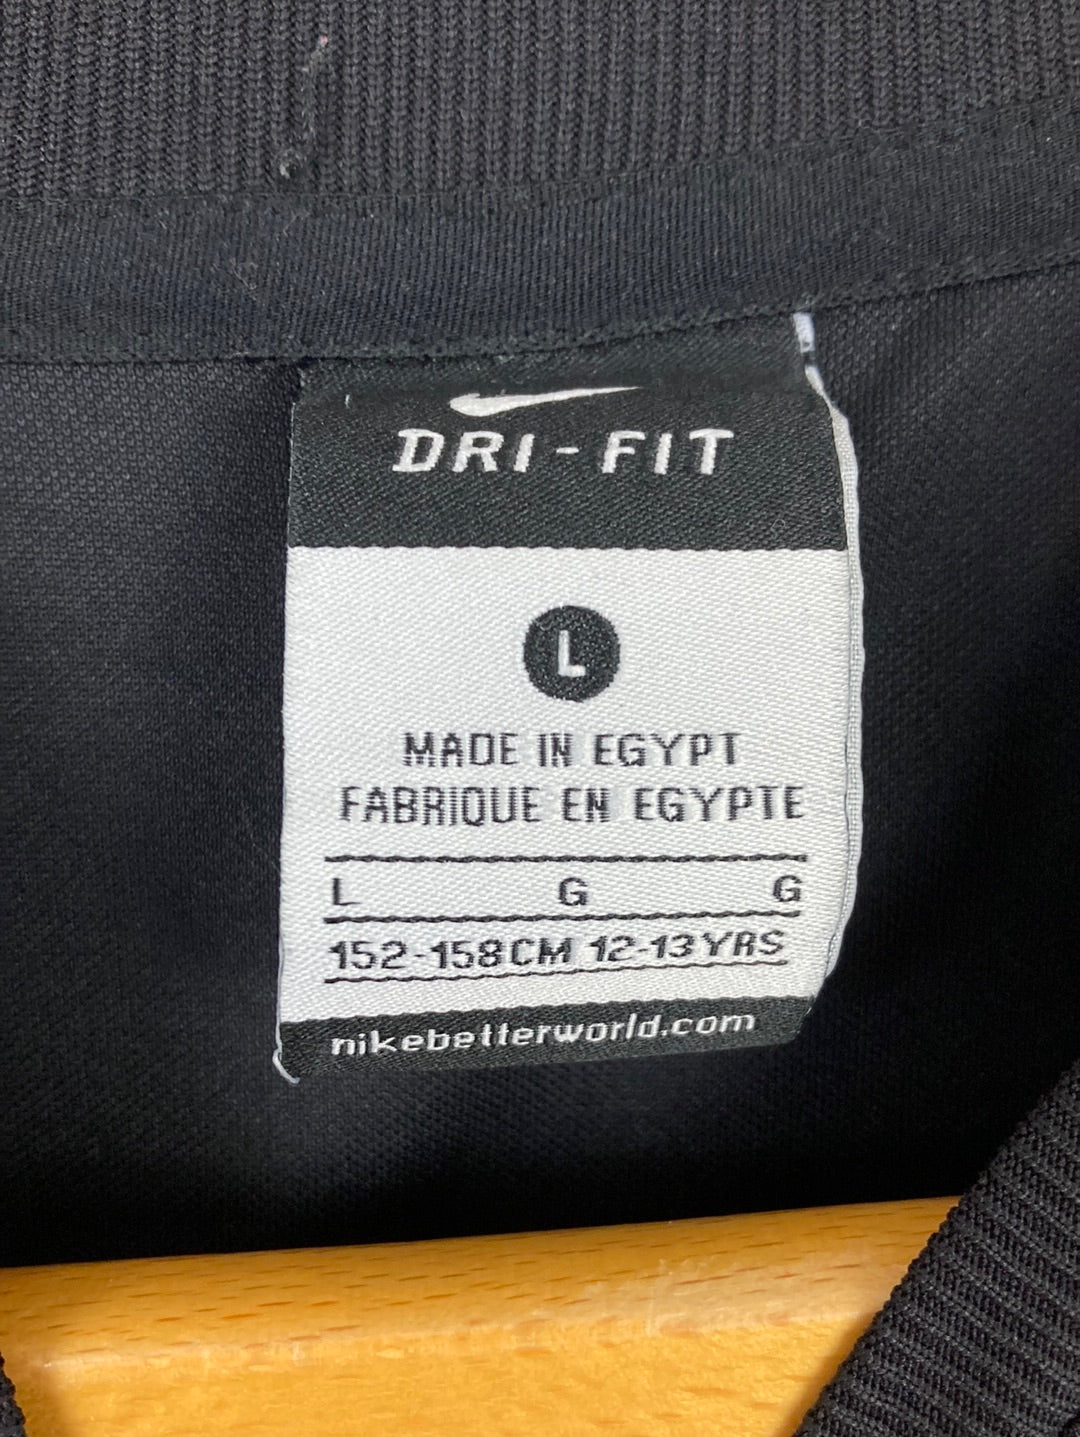 DRI-FIT
L
MADE IN EGYPT
FABRIQUE EN EGYPTE
L G G
152-158CM 12-13YRS
nikebetterworld.com